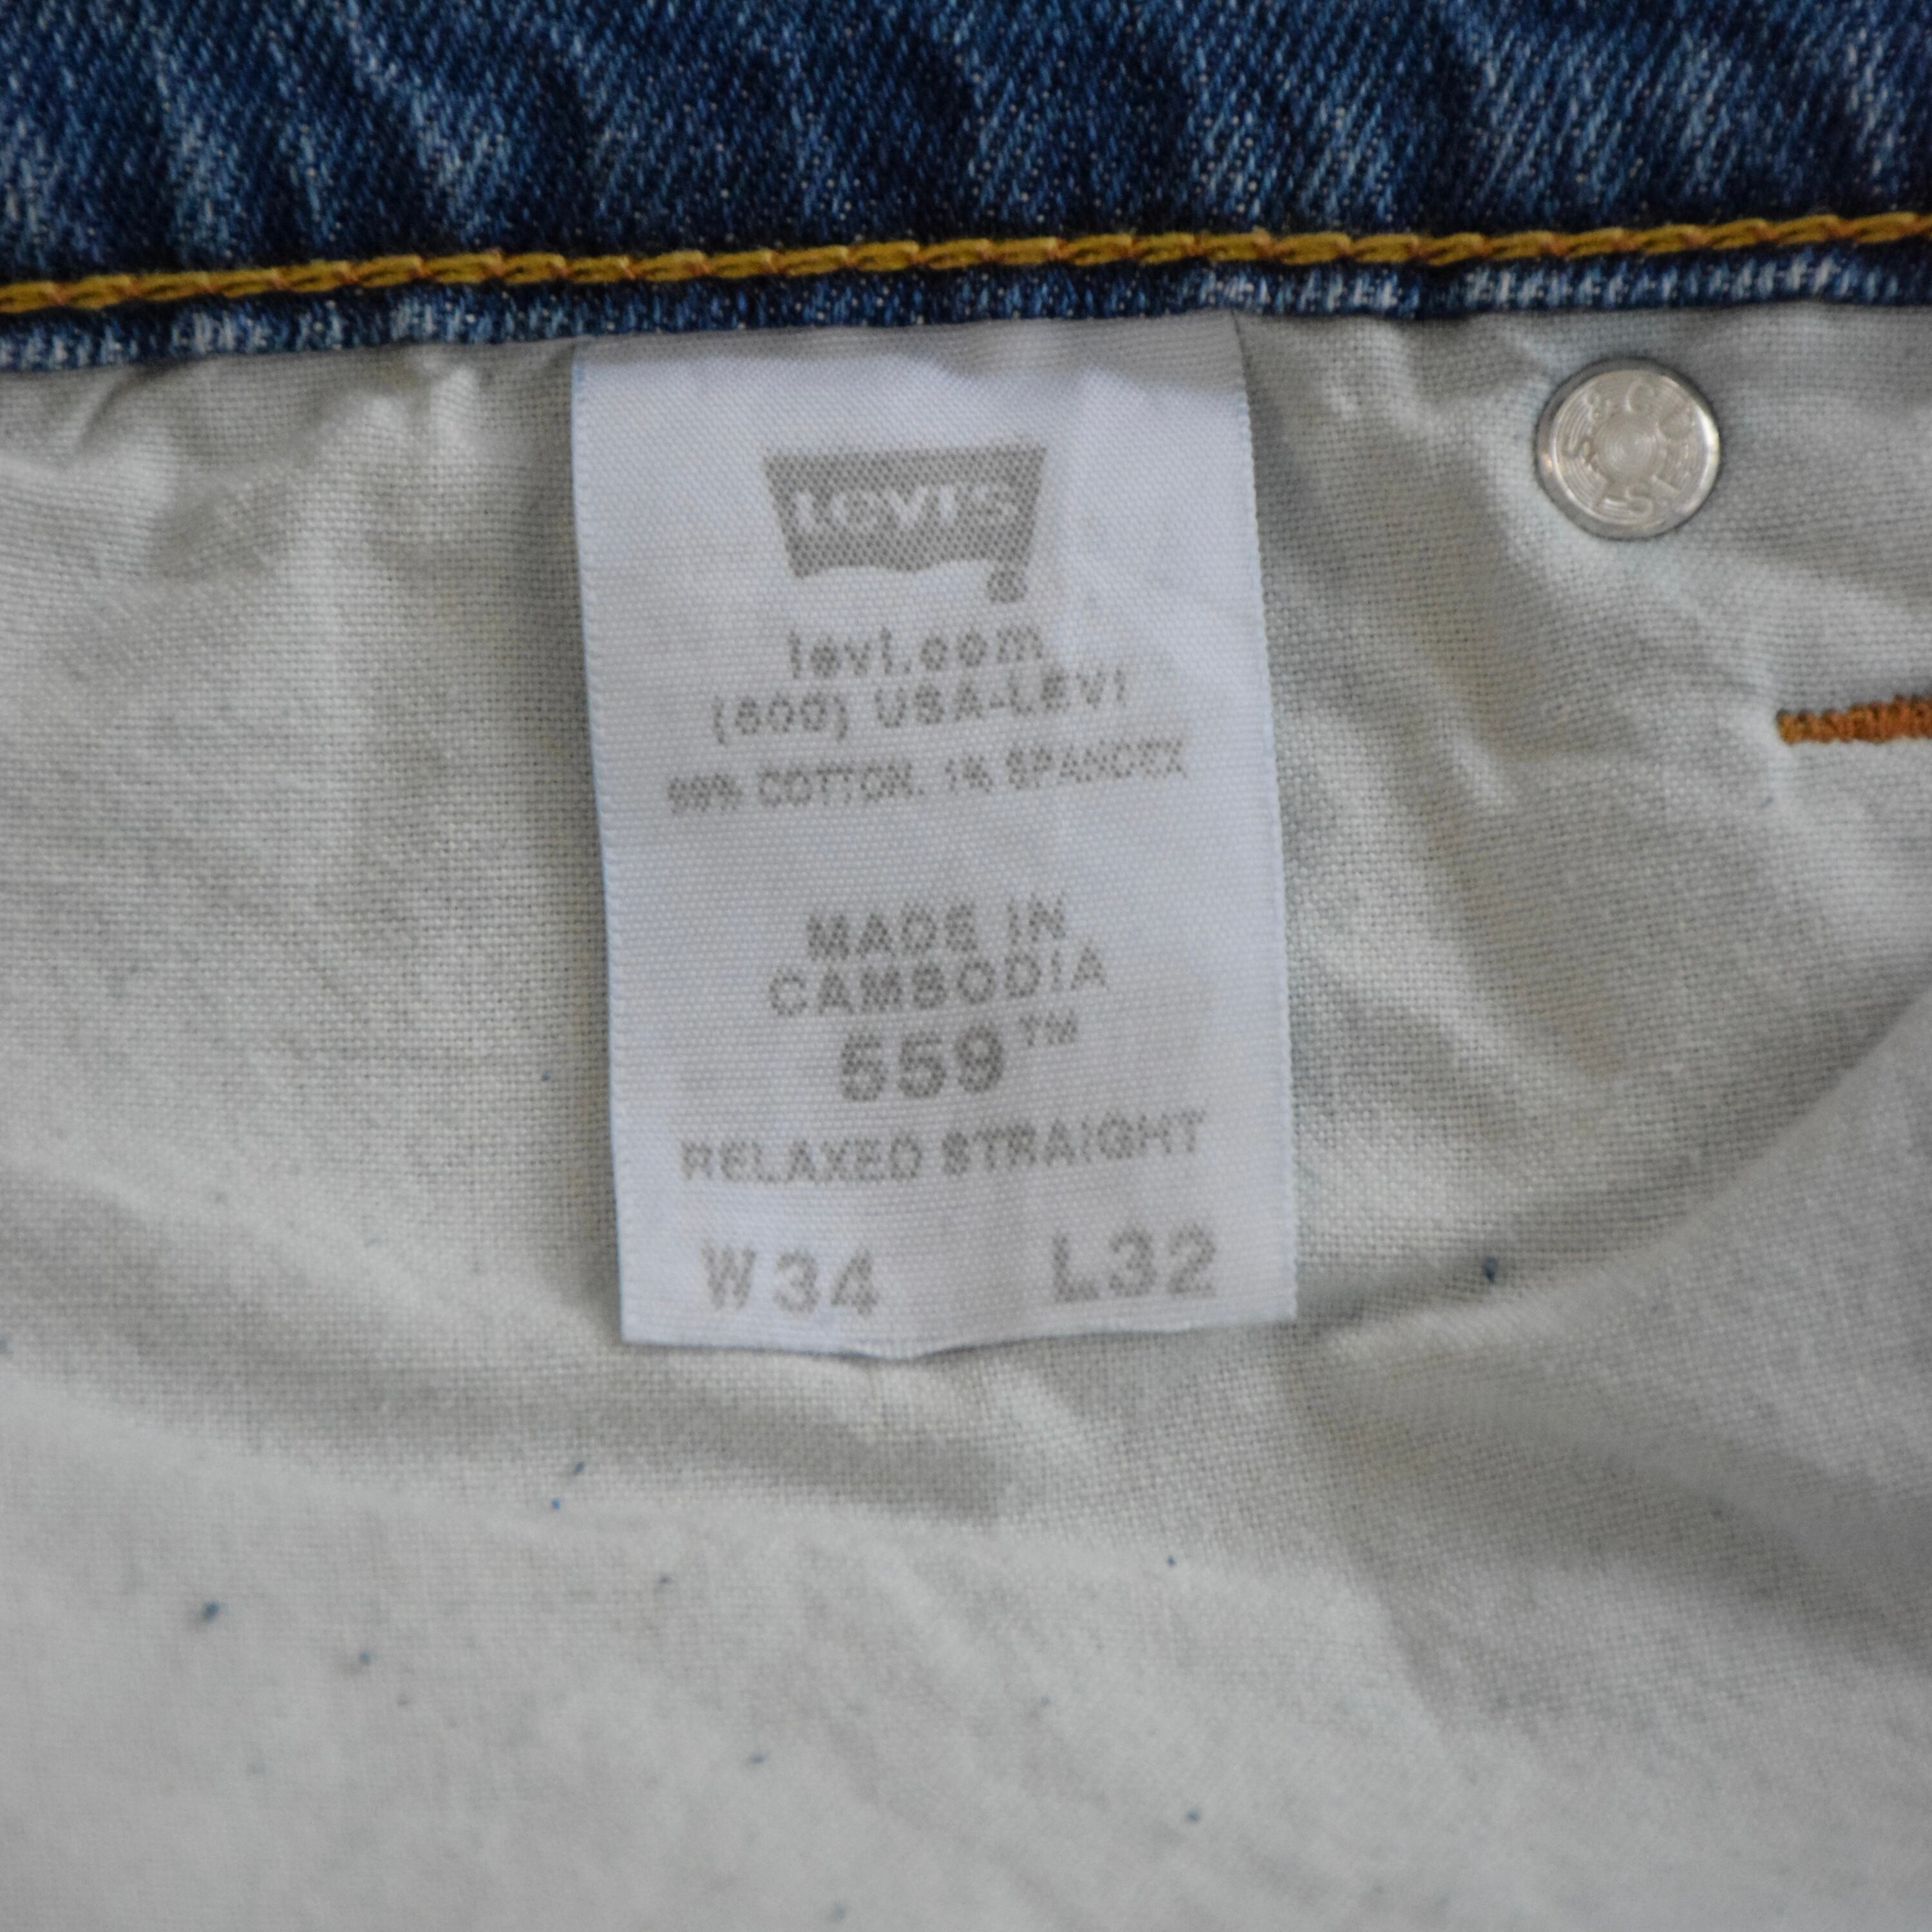 LEVI'S
®
levi.com
(800) USA-LEVI
99% COTTON, 1% SPANDEX
MADE IN
CAMBODIA
559™
RELAXED STRAIGHT
W34 L32